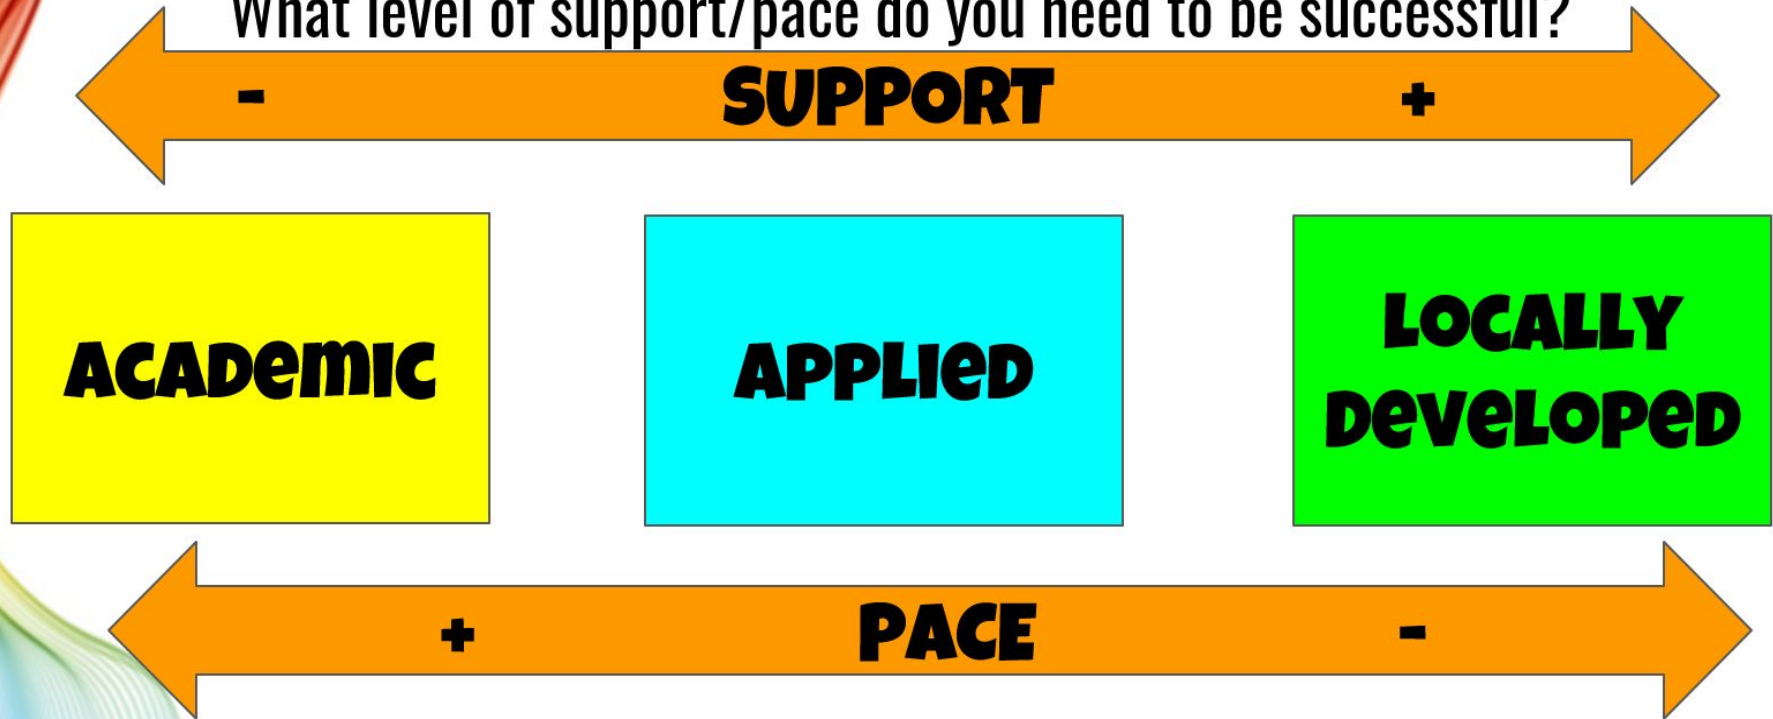 What level of support/pace do you need to be successful?
- SUPPORT +
ACADEMIC
APPLIED
LOCALLY
DEVELOPED
+ PACE -